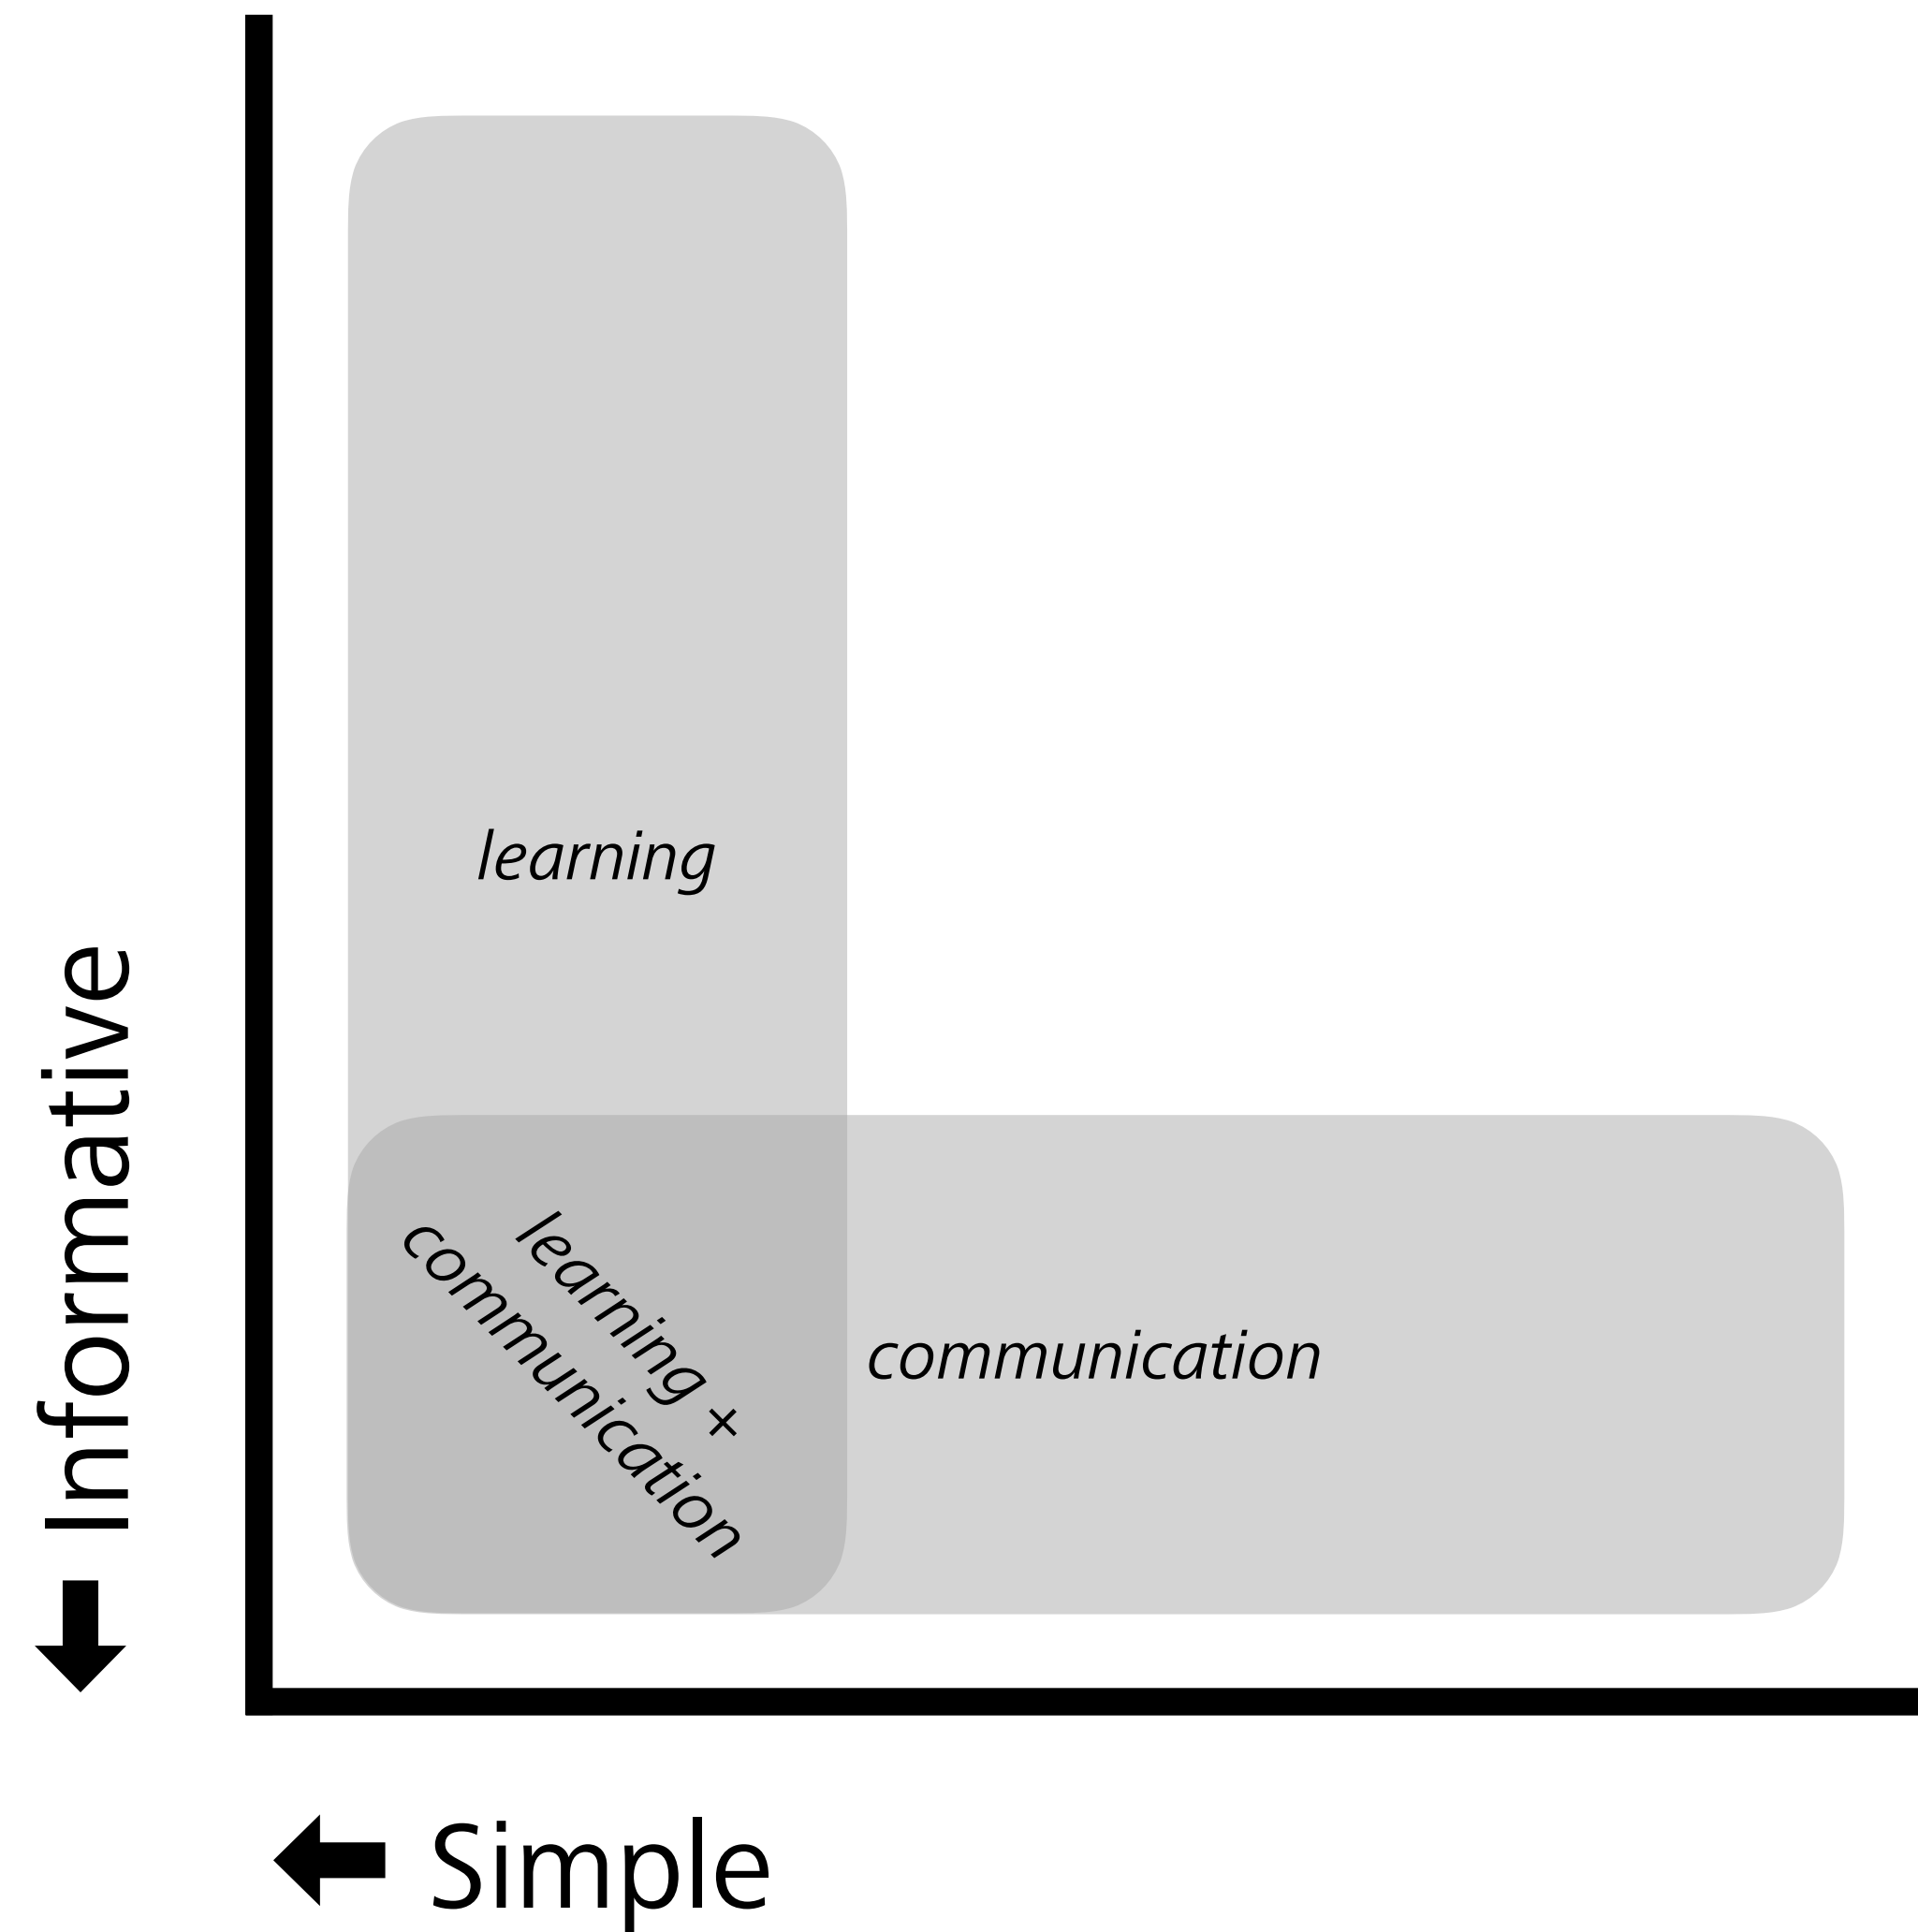 learning
Informative
learning +
communication
communication
Simple